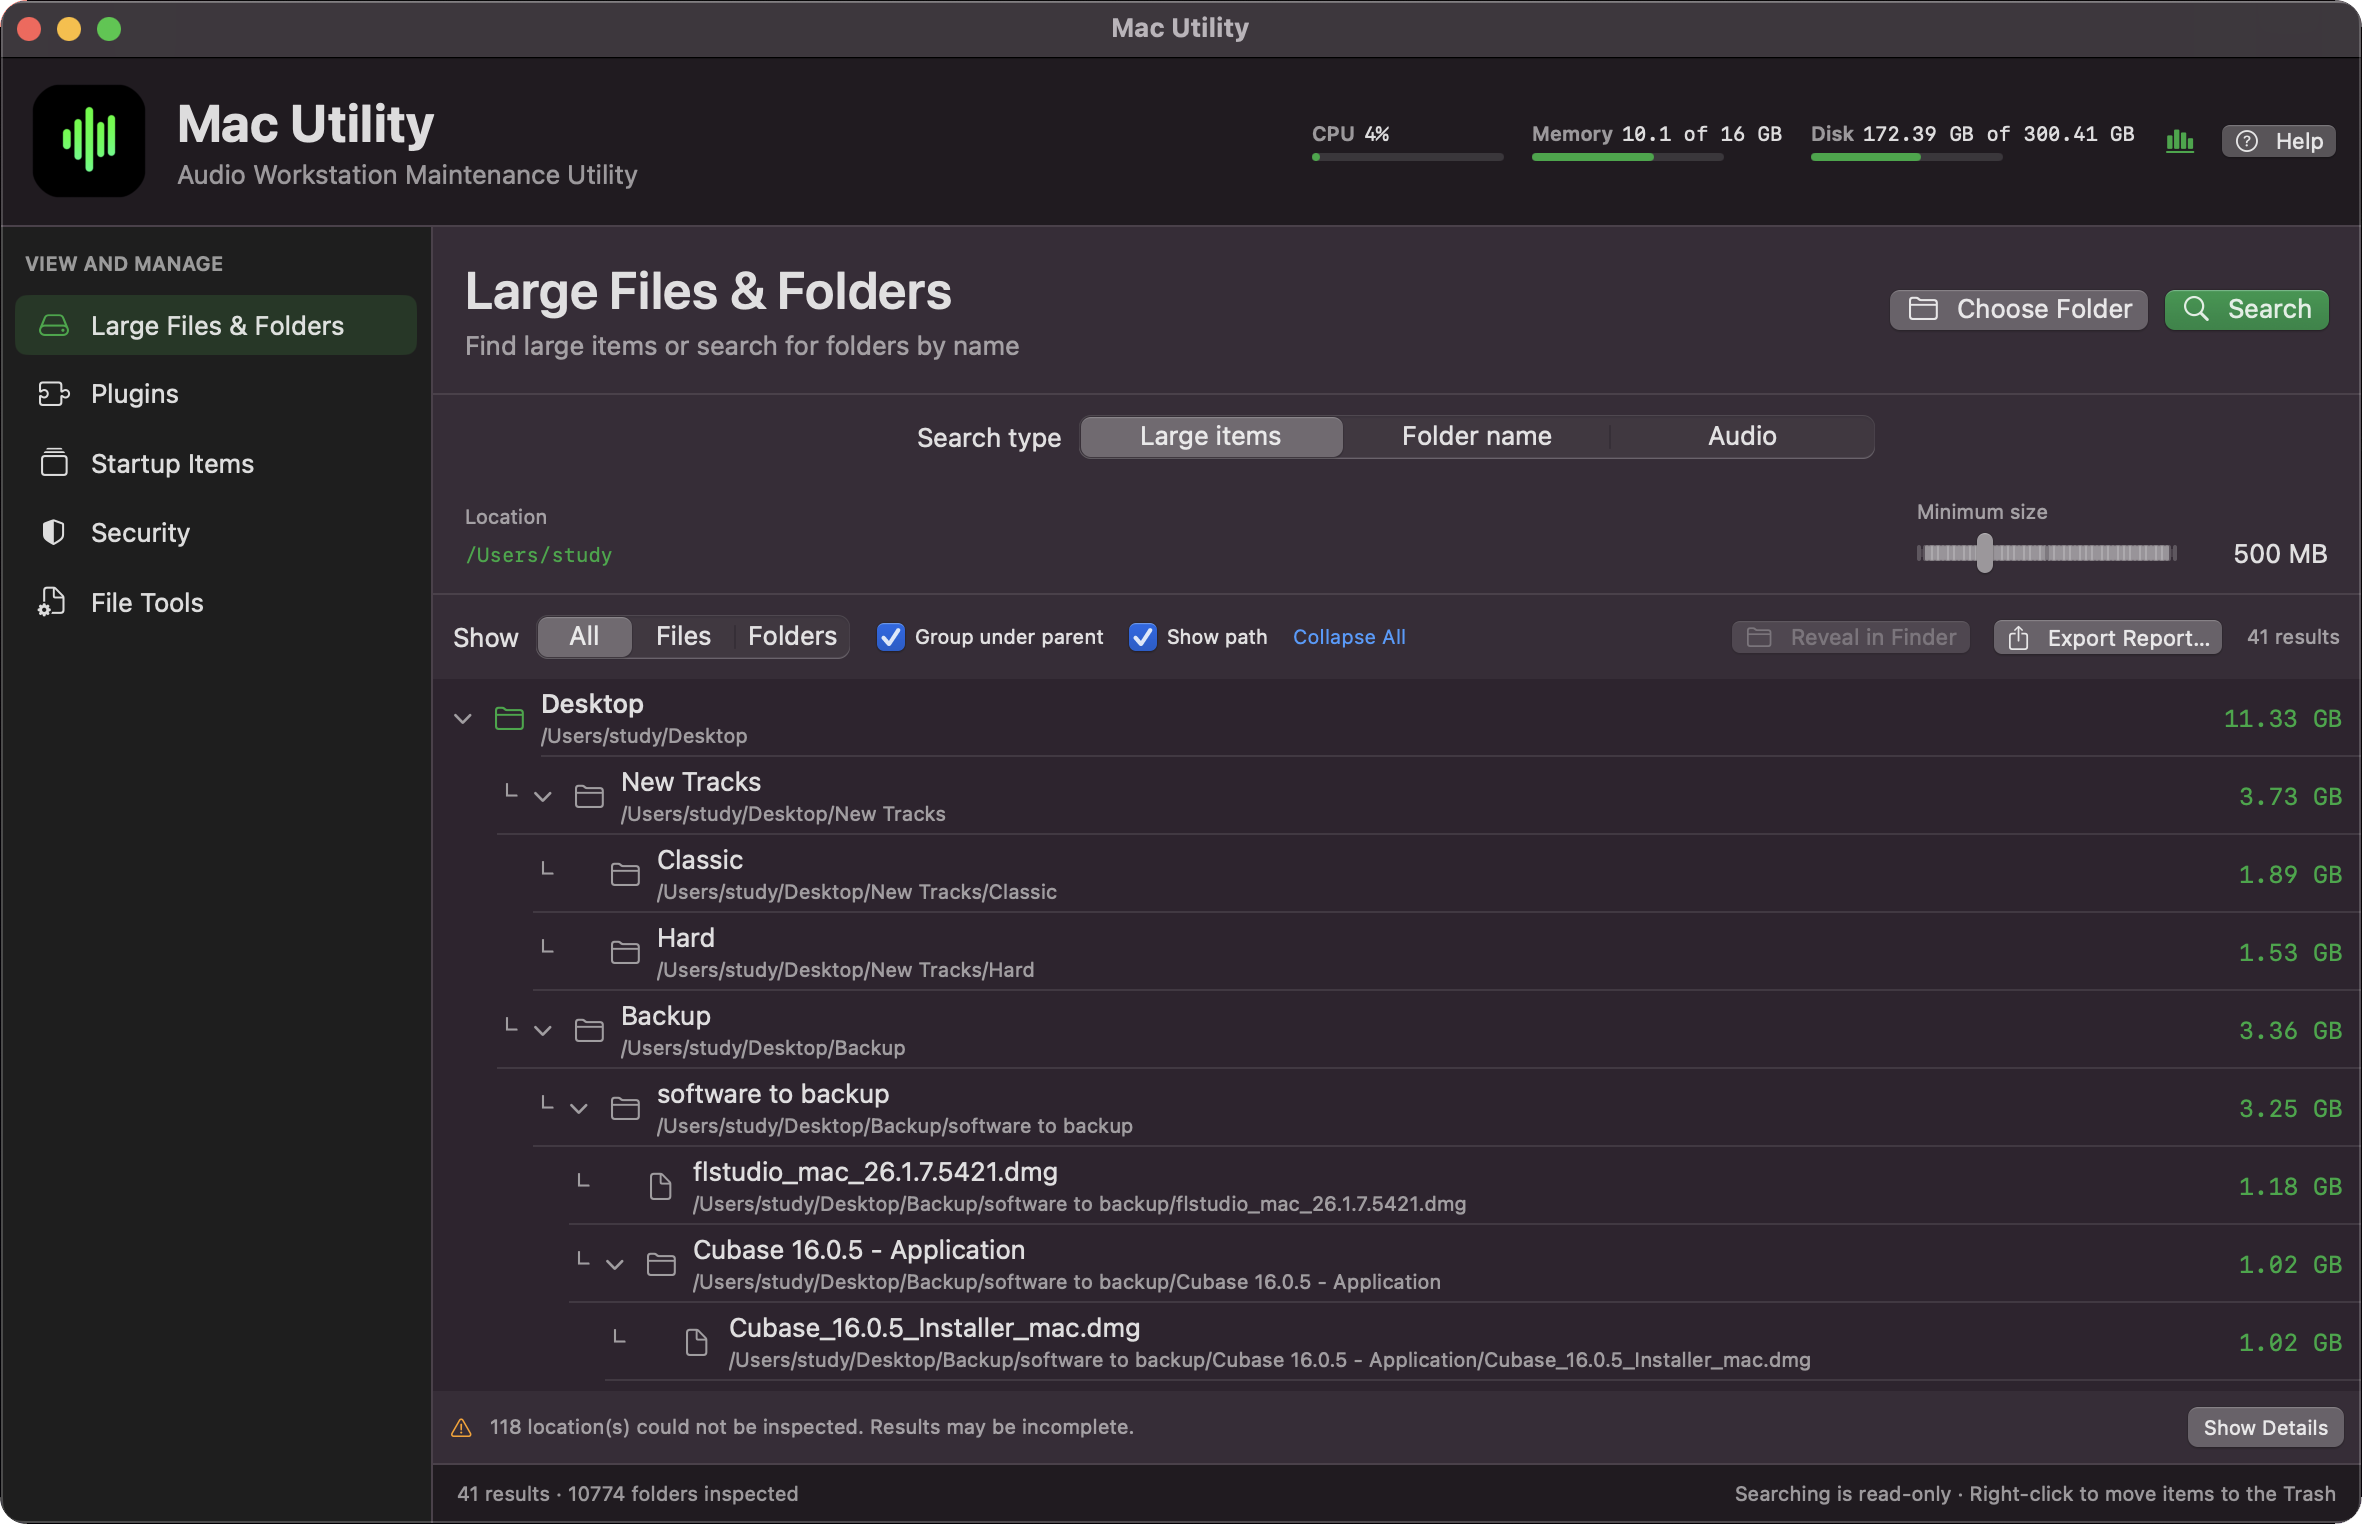 Mac Utility
Mac Utility
Audio Workstation Maintenance Utility
CPU 4%
Memory 10.1 of 16 GB
Disk 172.39 GB of 300.41 GB
Help
VIEW AND MANAGE
Large Files & Folders
Plugins
Startup Items
Security
File Tools
Large Files & Folders
Find large items or search for folders by name
Choose Folder
Search
Search type
Large items
Folder name
Audio
Location
/Users/study
Minimum size
500 MB
Show
All
Files
Folders
Group under parent
Show path
Collapse All
Reveal in Finder
Export Report...
41 results
Desktop
/Users/study/Desktop
11.33 GB
New Tracks
/Users/study/Desktop/New Tracks
3.73 GB
Classic
/Users/study/Desktop/New Tracks/Classic
1.89 GB
Hard
/Users/study/Desktop/New Tracks/Hard
1.53 GB
Backup
/Users/study/Desktop/Backup
3.36 GB
software to backup
/Users/study/Desktop/Backup/software to backup
3.25 GB
flstudio_mac_26.1.7.5421.dmg
/Users/study/Desktop/Backup/software to backup/flstudio_mac_26.1.7.5421.dmg
1.18 GB
Cubase 16.0.5 - Application
/Users/study/Desktop/Backup/software to backup/Cubase 16.0.5 - Application
1.02 GB
Cubase_16.0.5_Installer_mac.dmg
/Users/study/Desktop/Backup/software to backup/Cubase 16.0.5 - Application/Cubase_16.0.5_Installer_mac.dmg
1.02 GB
118 location(s) could not be inspected. Results may be incomplete.
Show Details
41 results · 10774 folders inspected
Searching is read-only · Right-click to move items to the Trash